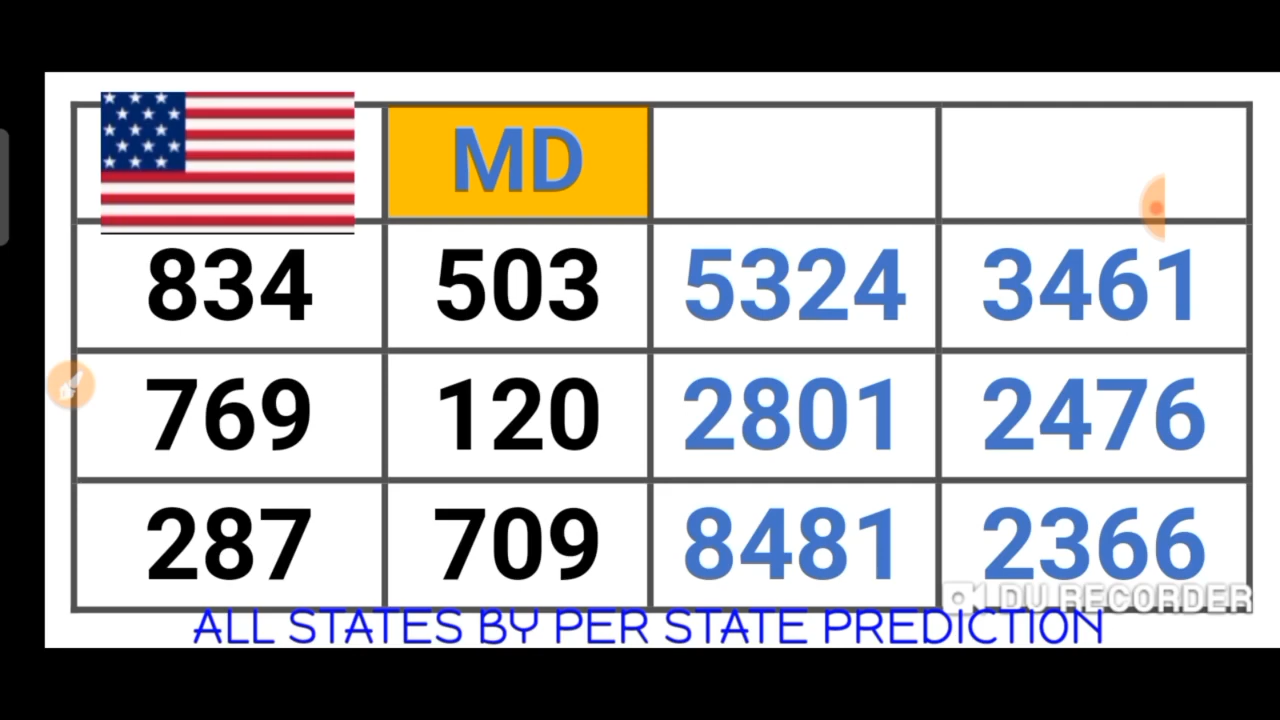 MD
834 503 5324 3461
769 120 2801 2476
287 709 8481 2366
DU RECORDER
ALL STATES BY PER STATE PREDICTION